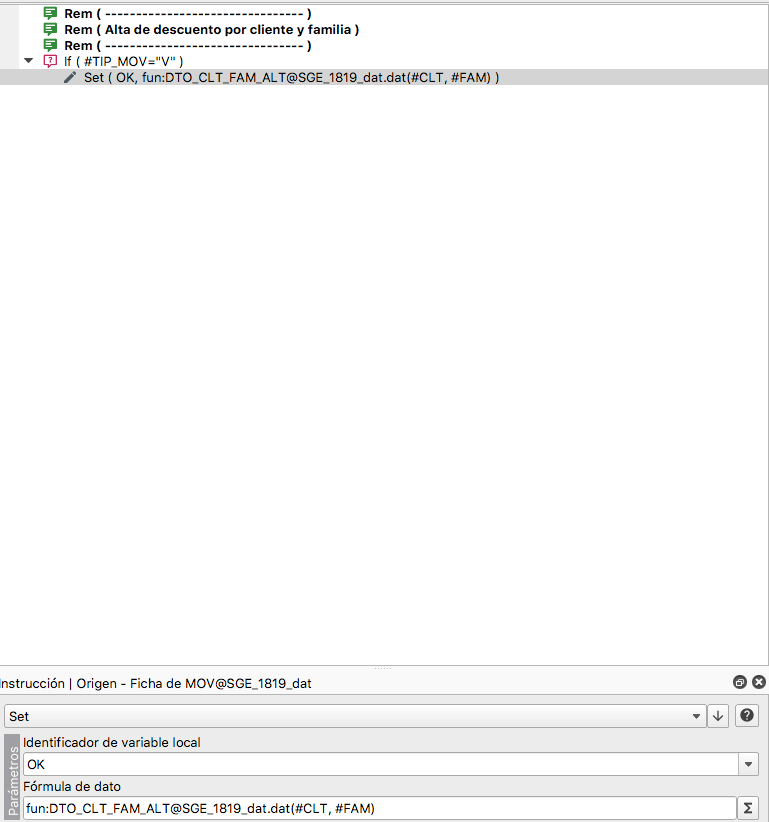 Rem ( -------------------------------- )
Rem ( Alta de descuento por cliente y familia )
Rem ( -------------------------------- )
If ( #TIP_MOV="V" )
Set ( OK, fun:DTO_CLT_FAM_ALT@SGE_1819_dat.dat(#CLT, #FAM) )
Instrucción | Origen - Ficha de MOV@SGE_1819_dat
Set
Parámetros
Identificador de variable local
OK
Fórmula de dato
fun:DTO_CLT_FAM_ALT@SGE_1819_dat.dat(#CLT, #FAM)